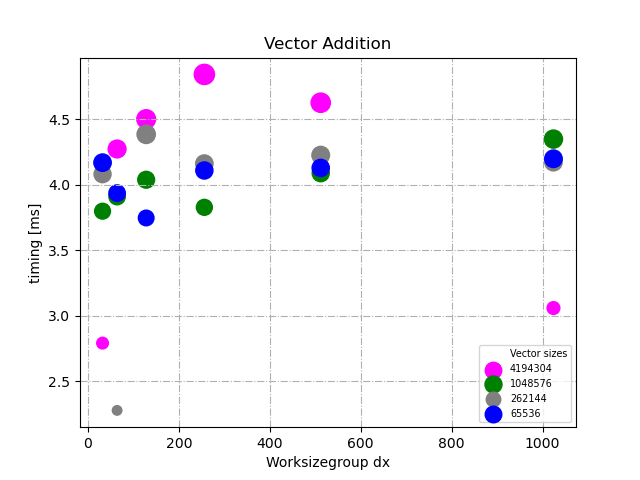 Vector Addition
timing [ms]
4.5
4.0
3.5
3.0
2.5
0 200 400 600 800 1000
Worksizegroup dx
Vector sizes
4194304
1048576
262144
65536